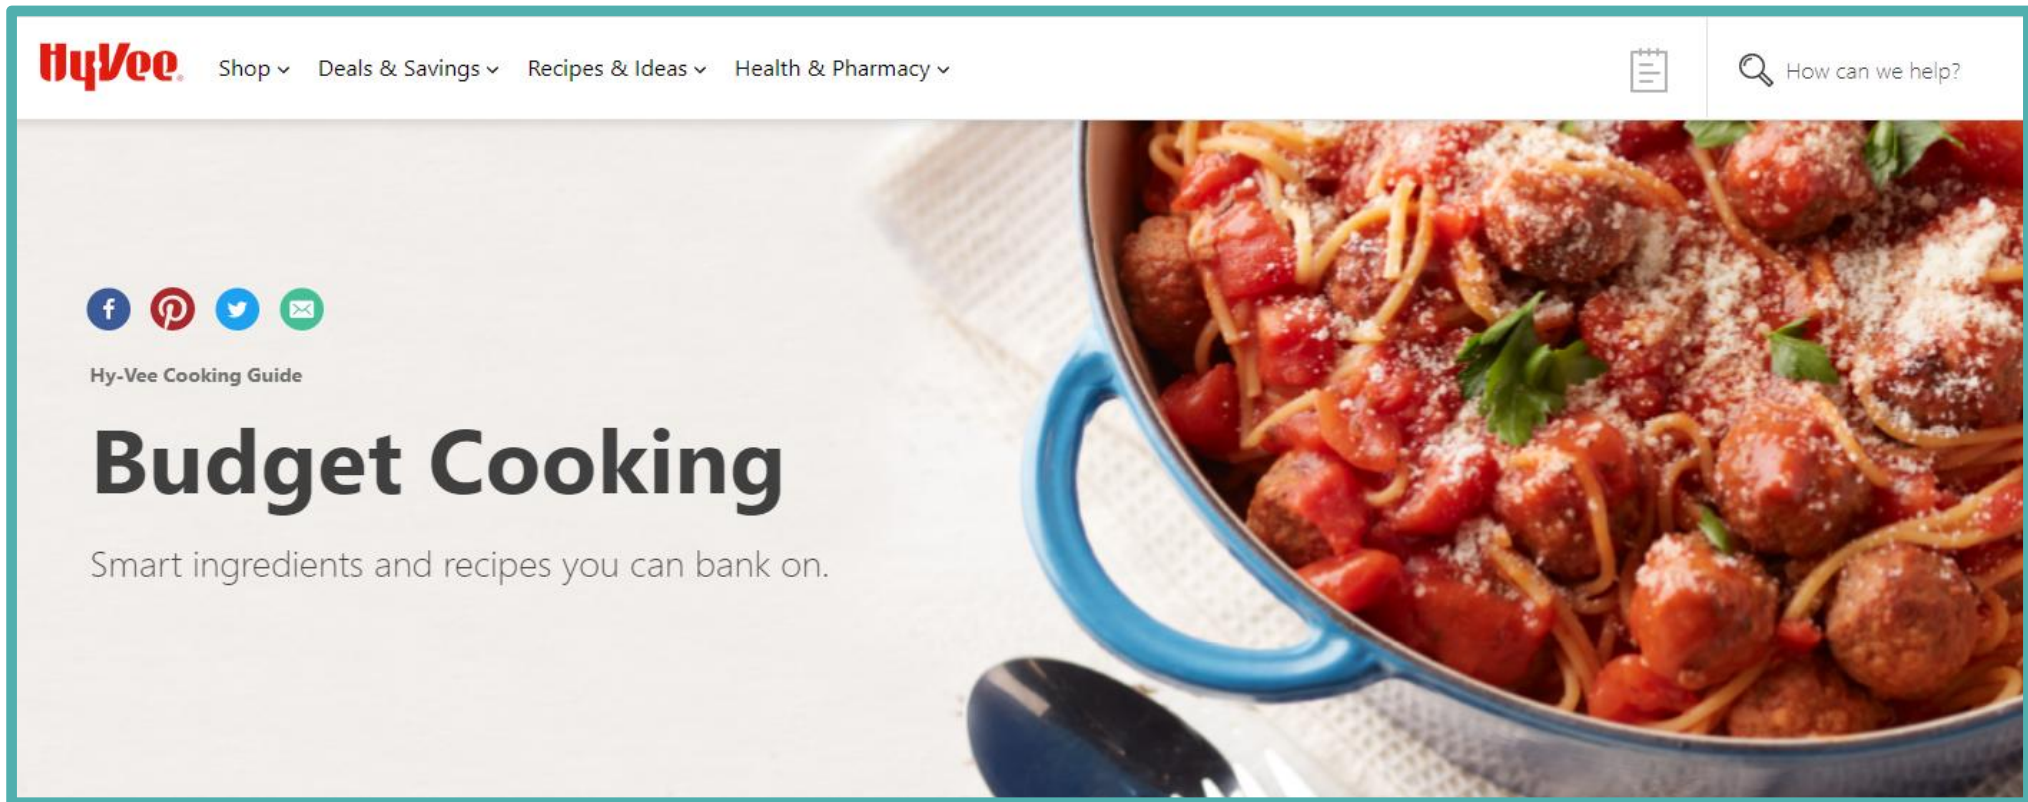 HyVee
Shop Deals & Savings Recipes & Ideas Health & Pharmacy How can we help?
Hy-Vee Cooking Guide
Budget Cooking
Smart ingredients and recipes you can bank on.